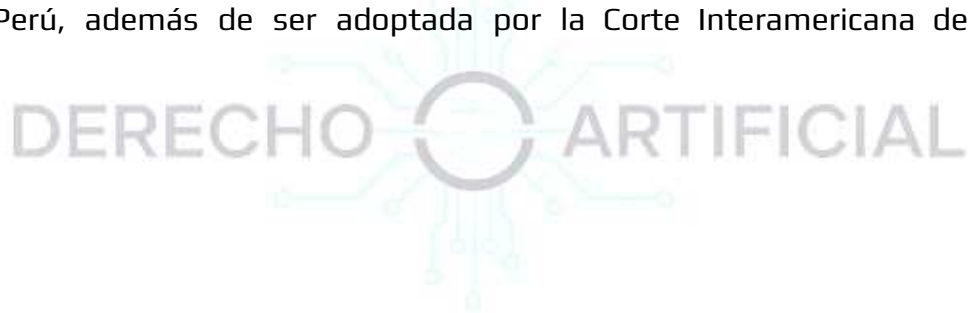 Perú, además de ser adoptada por la Corte Interamericana de
DERECHO ARTIFICIAL